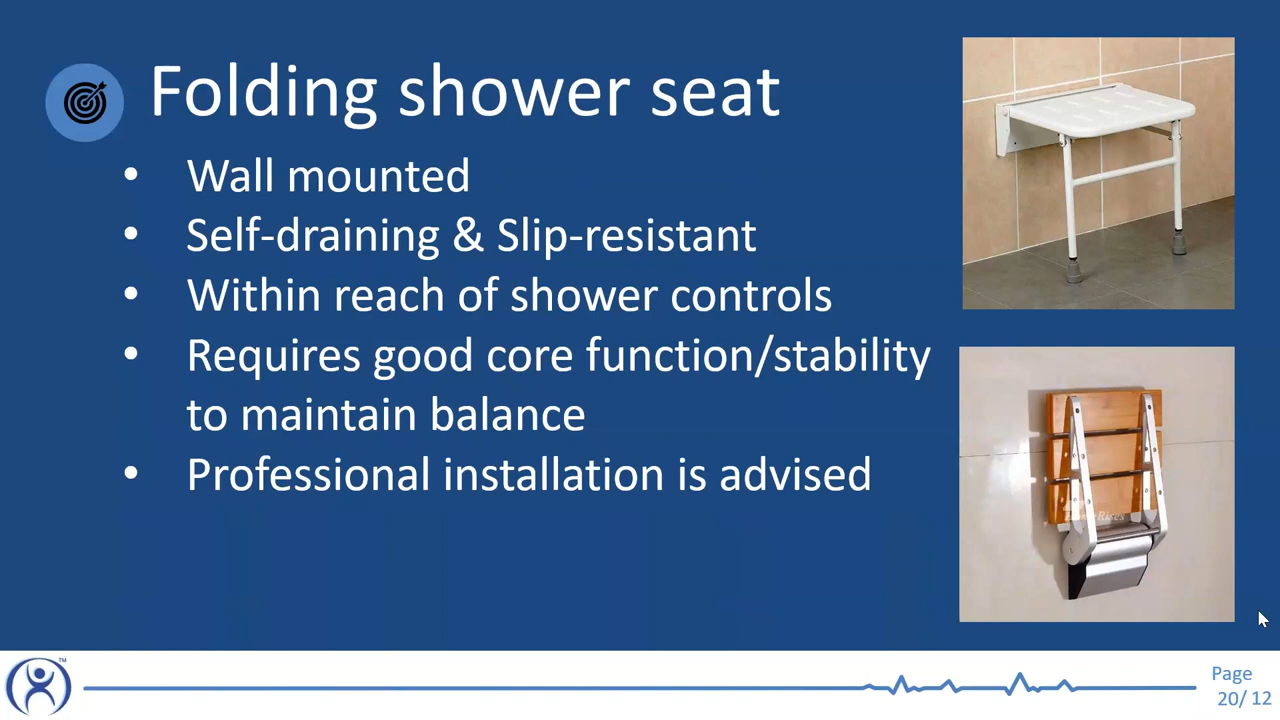 Folding shower seat
• Wall mounted
• Self-draining & Slip-resistant
• Within reach of shower controls
• Requires good core function/stability
to maintain balance
• Professional installation is advised
TM
Page
20/ 12